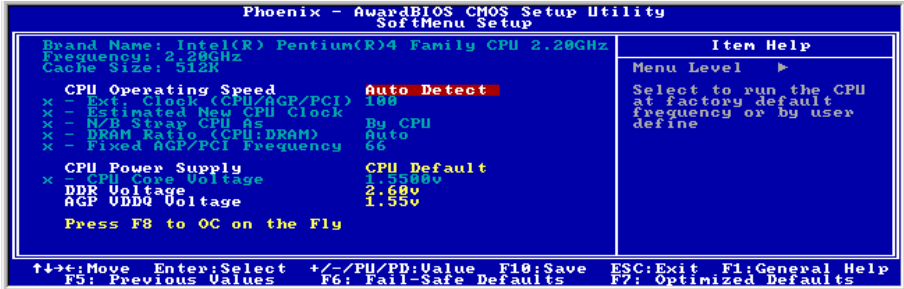 Phoenix - AwardBIOS CMOS Setup Utility
SoftMenu Setup
Brand Name: Intel(R) Pentium(R)4 Family CPU 2.20GHz
Frequency: 2.20GHz
Cache Size: 512K
CPU Operating Speed Auto Detect
x - Ext. Clock (CPU/AGP/PCI) 100
x - Estimated New CPU Clock
x - N/B Strap CPU As By CPU
x - DRAM Ratio (CPU:DRAM) Auto
x - Fixed AGP/PCI Frequency 66
CPU Power Supply CPU Default
x - CPU Core Voltage 1.5500v
DDR Voltage 2.60v
AGP VDDQ Voltage 1.55v
Press F8 to OC on the Fly
Item Help
Menu Level ▶
Select to run the CPU
at factory default
frequency or by user
define
↑↓→←:Move Enter:Select +/-/PU/PD:Value F10:Save ESC:Exit F1:General Help
F5: Previous Values F6: Fail-Safe Defaults F7: Optimized Defaults